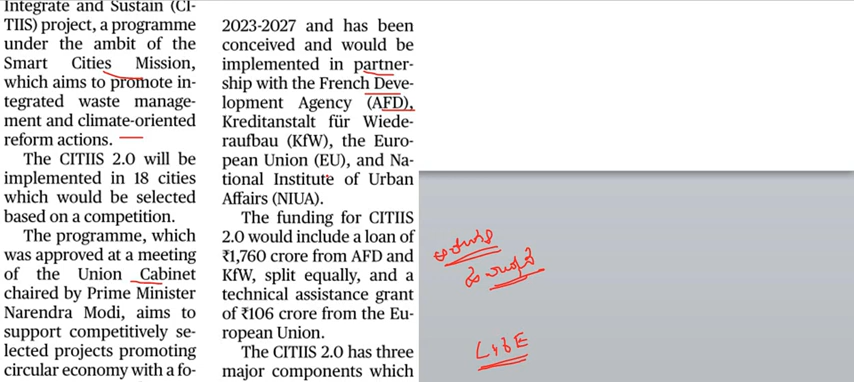 Integrate and Sustain (CI-
TIIS) project, a programme
under the ambit of the
Smart Cities Mission,
which aims to promote in-
tegrated waste manage-
ment and climate-oriented
reform actions.
The CITIIS 2.0 will be
implemented in 18 cities
which would be selected
based on a competition.
The programme, which
was approved at a meeting
of the Union Cabinet
chaired by Prime Minister
Narendra Modi, aims to
support competitively se-
lected projects promoting
circular economy with a fo-
2023-2027 and has been
conceived and would be
implemented in partner-
ship with the French Deve-
lopment Agency (AFD),
Kreditanstalt für Wiede-
raufbau (KfW), the Euro-
pean Union (EU), and Na-
tional Institute of Urban
Affairs (NIUA).
The funding for CITIIS
2.0 would include a loan of
₹1,760 crore from AFD and
KfW, split equally, and a
technical assistance grant
of ₹106 crore from the Eu-
ropean Union.
The CITIIS 2.0 has three
major components which
LIFE